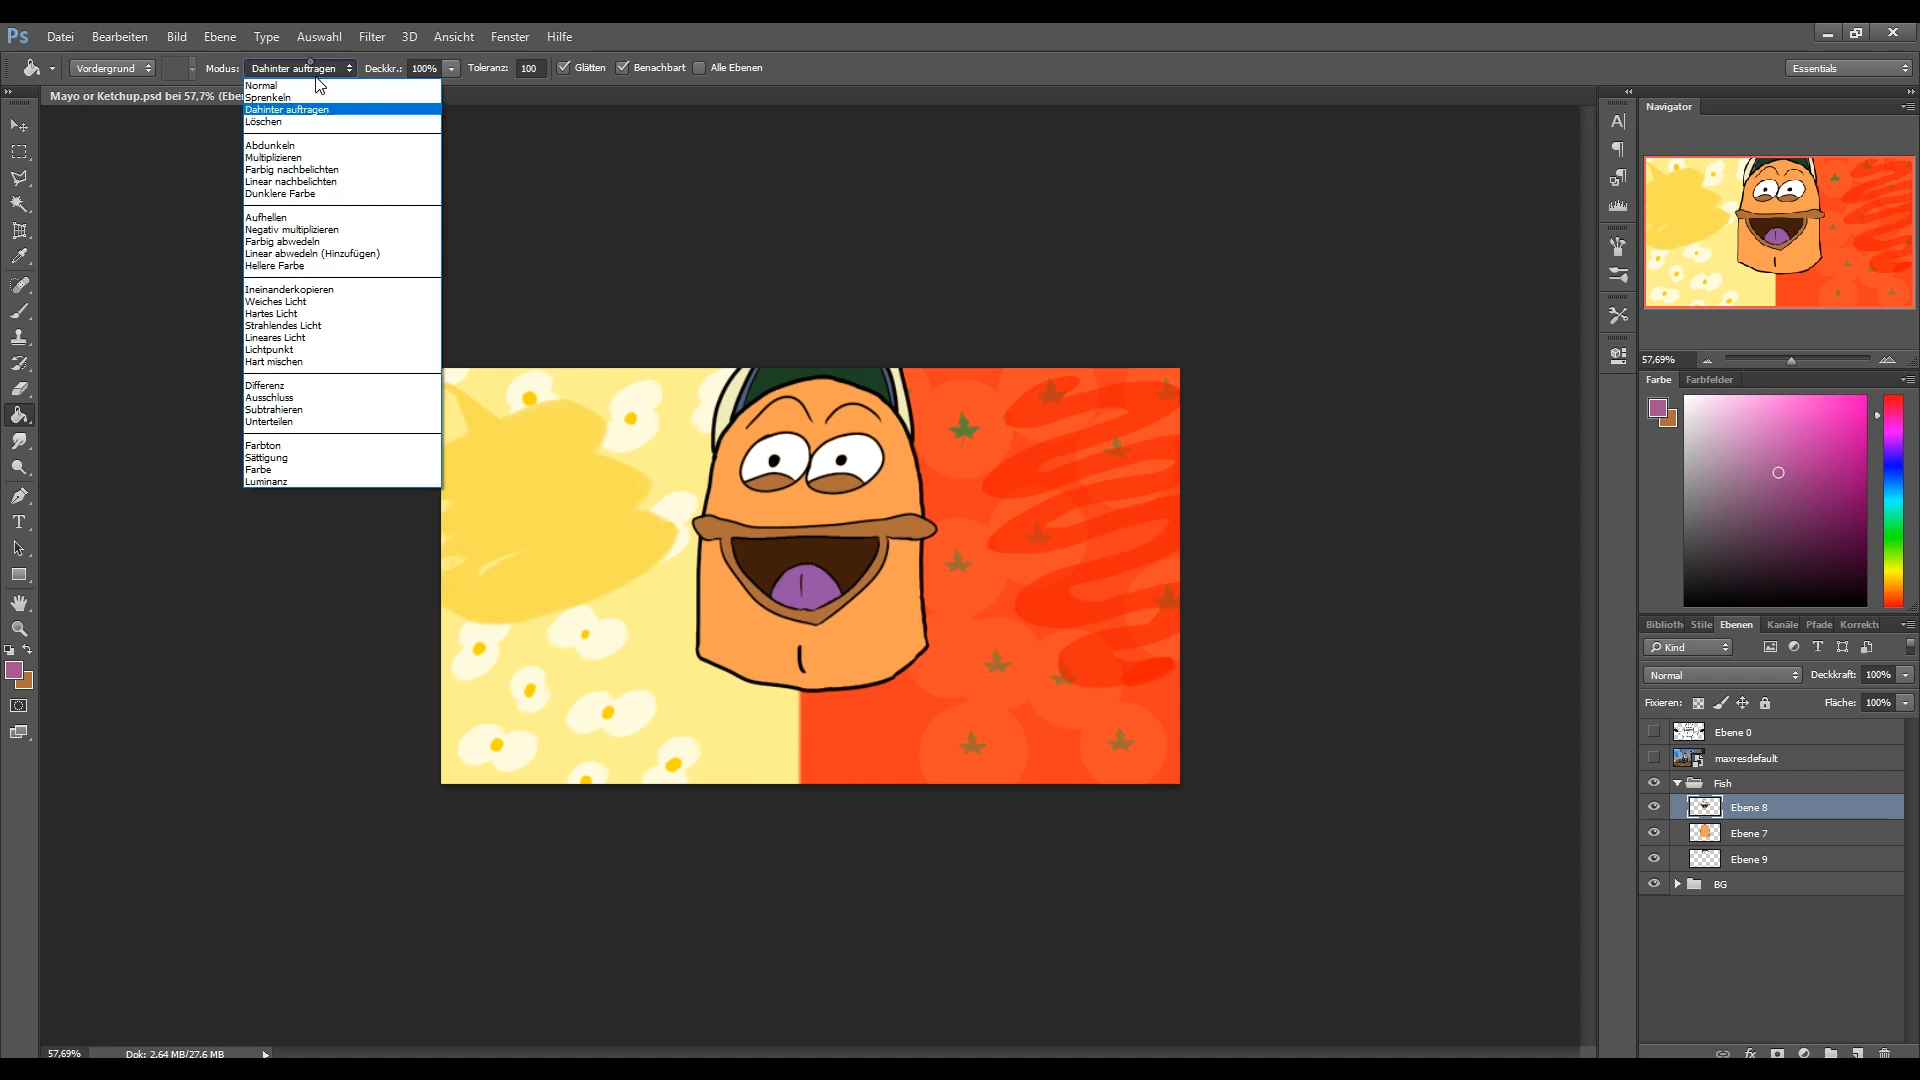 Ps Datei Bearbeiten Bild Ebene Type Auswahl Filter 3D Ansicht Fenster Hilfe
Vordergrund Modus: Dahinter auftragen Deckkr.: 100% Toleranz: 100 Glätten Benachbart Alle Ebenen Essentials
Mayo or Ketchup.psd bei 57,7% (Ebe
Normal
Sprenkeln
Dahinter auftragen
Löschen
Abdunkeln
Multiplizieren
Farbig nachbelichten
Linear nachbelichten
Dunklere Farbe
Aufhellen
Negativ multiplizieren
Farbig abwedeln
Linear abwedeln (Hinzufügen)
Hellere Farbe
Ineinanderkopieren
Weiches Licht
Hartes Licht
Strahlendes Licht
Lineares Licht
Lichtpunkt
Hart mischen
Differenz
Ausschluss
Subtrahieren
Unterteilen
Farbton
Sättigung
Farbe
Luminanz
Navigator
57,69%
Farbe Farbfelder
Biblioth Stile Ebenen Kanäle Pfade Korrektu
Kind
Normal Deckkraft: 100%
Fixieren: Fläche: 100%
Ebene 0
maxresdefault
Fish
Ebene 8
Ebene 7
Ebene 9
BG
fx
57,69% Dok: 2,64 MB/27,6 MB